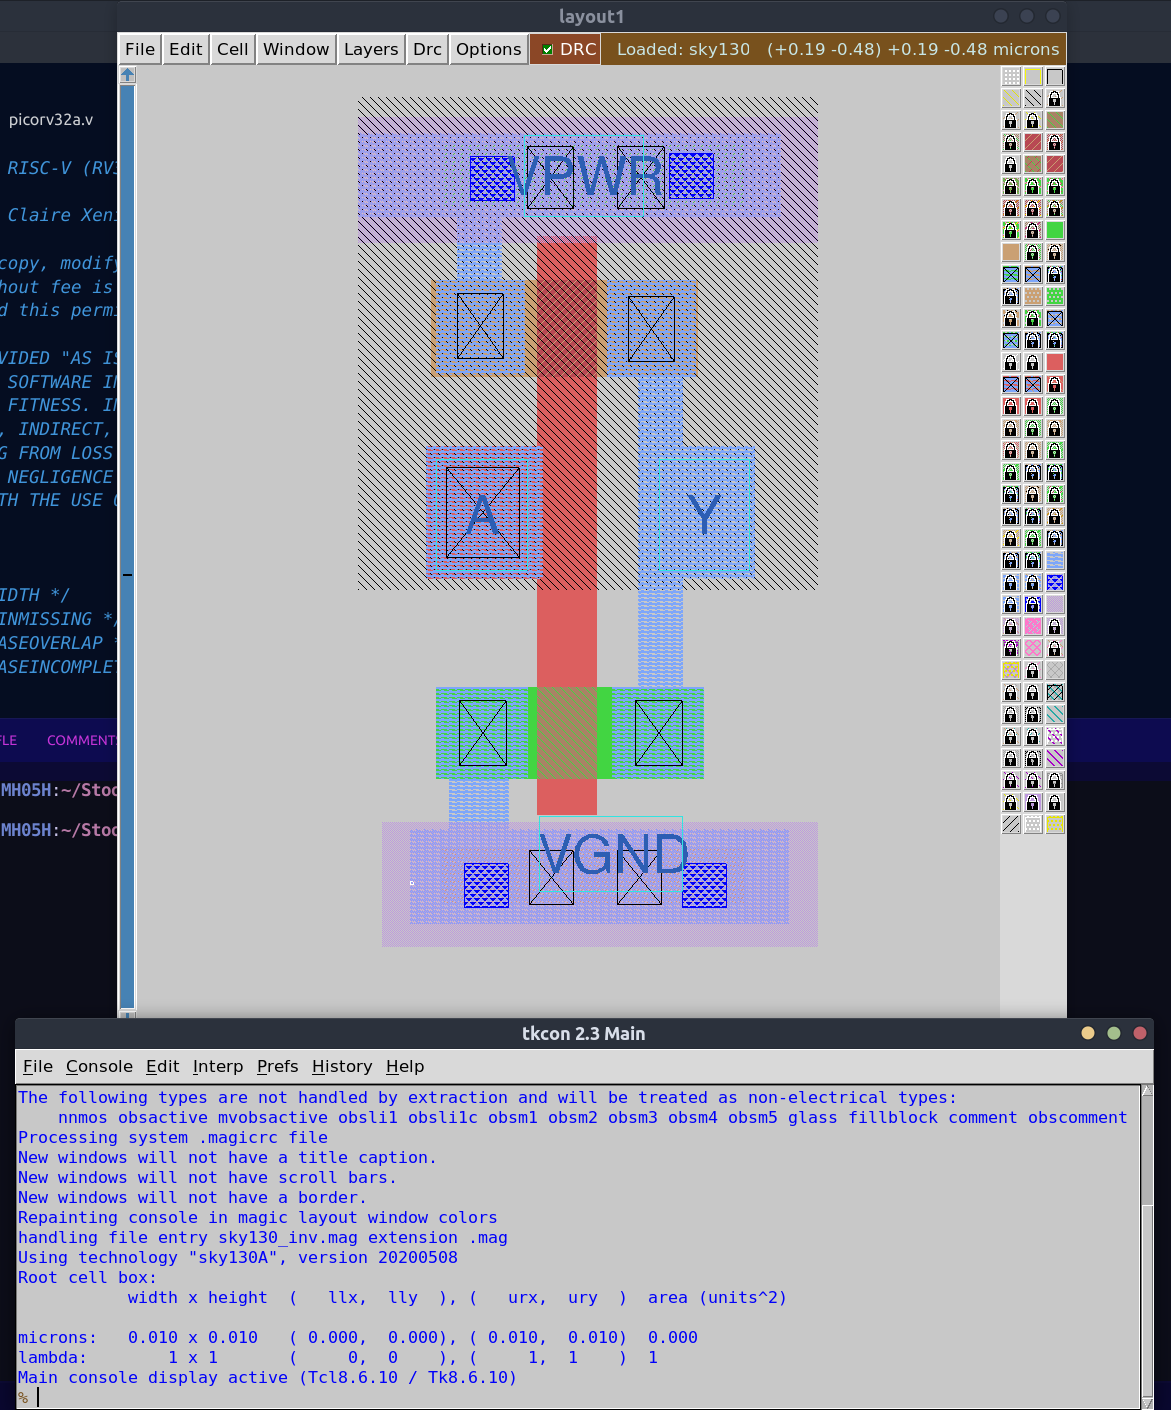 layout1
File Edit Cell Window Layers Drc Options DRC Loaded: sky130 (+0.19 -0.48) +0.19 -0.48 microns
picorv32a.v
RISC-V (RV3
Claire Xen
copy, modify
hout fee is
d this perm
VIDED "AS IS
SOFTWARE IN
FITNESS. IN
, INDIRECT,
G FROM LOSS
NEGLIGENCE
TH THE USE
IDTH */
INMISSING */
ASEOVERLAP *
ASEINCOMPLET
FLE COMMENTS
MH05H:~/Stoc
MH05H:~/Stoc
VPWR
A
Y
VGND
tkcon 2.3 Main
File Console Edit Interp Prefs History Help
The following types are not handled by extraction and will be treated as non-electrical types:
nnmos obsactive mvobsactive obsli1 obsli1c obsm1 obsm2 obsm3 obsm4 obsm5 glass fillblock comment obscomment
Processing system .magicrc file
New windows will not have a title caption.
New windows will not have scroll bars.
New windows will not have a border.
Repainting console in magic layout window colors
handling file entry sky130_inv.mag extension .mag
Using technology "sky130A", version 20200508
Root cell box:
width x height ( llx, lly ), ( urx, ury ) area (units^2)
microns: 0.010 x 0.010 ( 0.000, 0.000), ( 0.010, 0.010) 0.000
lambda: 1 x 1 ( 0, 0 ), ( 1, 1 ) 1
Main console display active (Tcl8.6.10 / Tk8.6.10)
%